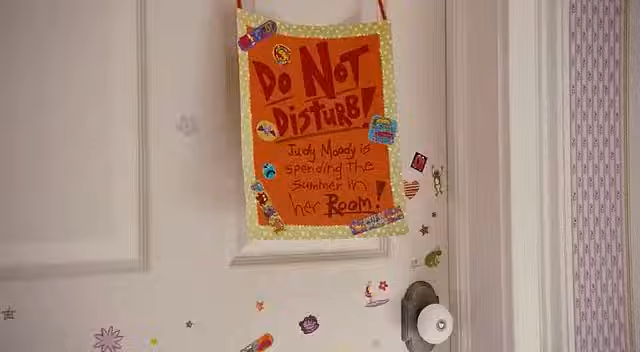 Do Not
Disturb!
Judy Moody is
spending the
summer in
her Room!